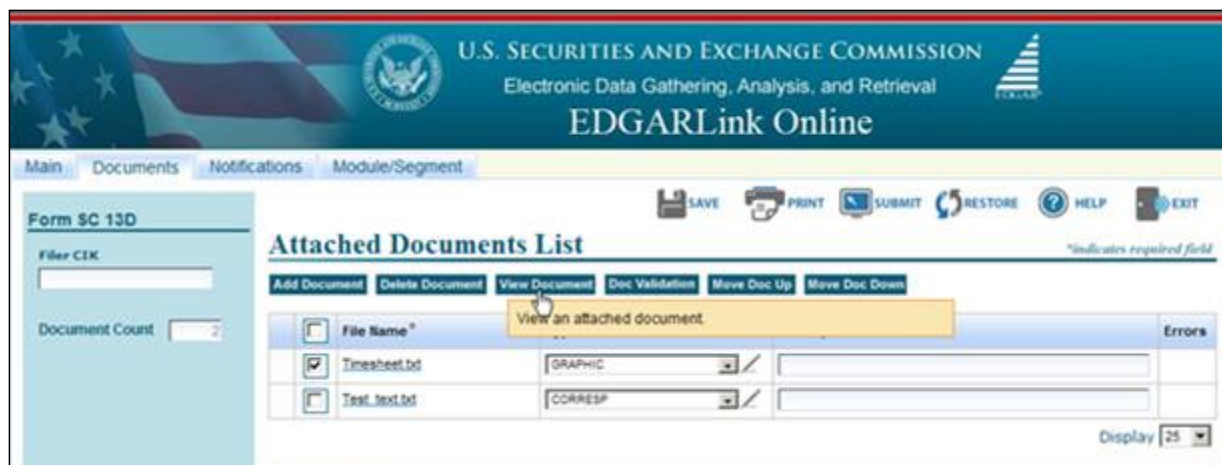 U.S. SECURITIES AND EXCHANGE COMMISSION
Electronic Data Gathering, Analysis, and Retrieval
EDGARLink Online
EDGAR
Main Documents Notifications Module/Segment
SAVE PRINT SUBMIT RESTORE HELP EXIT
Form SC 13D
Attached Documents List
*indicates required field
Filer CIK
Add Document Delete Document View Document Doc Validation Move Doc Up Move Doc Down
View an attached document.
Document Count 2
File Name* Errors
Timesheet.txt GRAPHIC
Test_text.txt CORRESP
Display 25